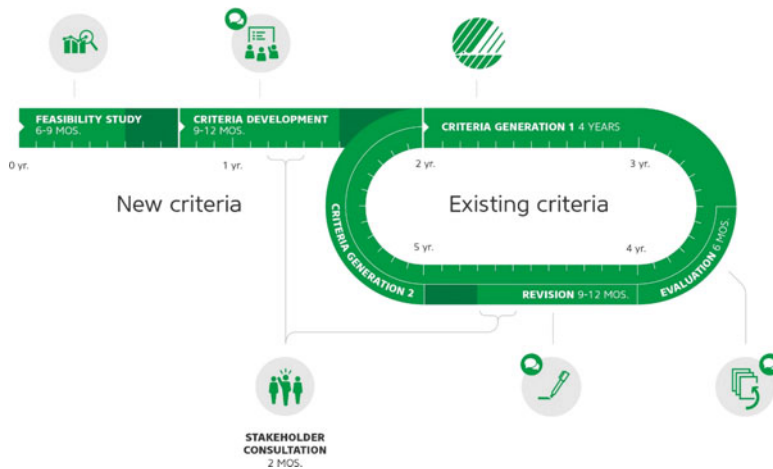 FEASIBILITY STUDY
6-9 MOS.
CRITERIA DEVELOPMENT
9-12 MOS.
CRITERIA GENERATION 1 4 YEARS
0 yr.
1 yr.
2 yr.
3 yr.
New criteria
Existing criteria
CRITERIA GENERATION 2
5 yr.
4 yr.
EVALUATION 6 MOS.
REVISION 9-12 MOS.
STAKEHOLDER
CONSULTATION
2 MOS.